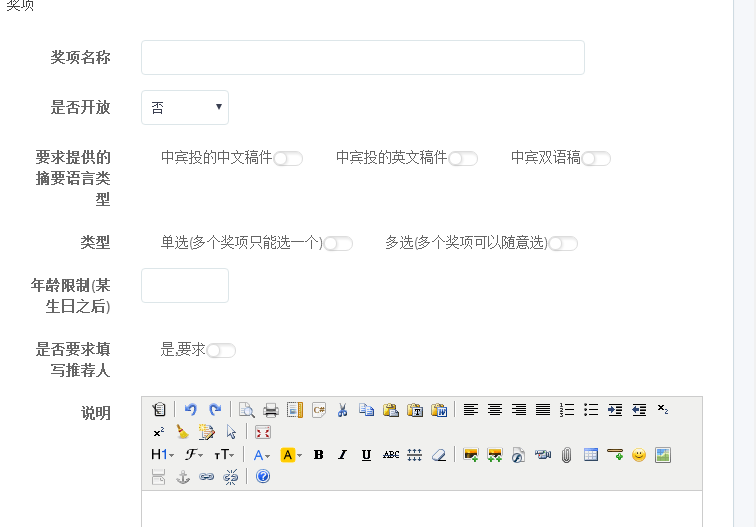 奖项
奖项名称
是否开放
否
要求提供的
摘要语言类
型
中宾投的中文稿件
中宾投的英文稿件
中宾双语稿
类型
单选(多个奖项只能选一个)
多选(多个奖项可以随意选)
年龄限制(某
生日之后)
是否要求填
写推荐人
是,要求
说明
C#
T
W
x₂
x²
H1 F тT A A B I U ABC